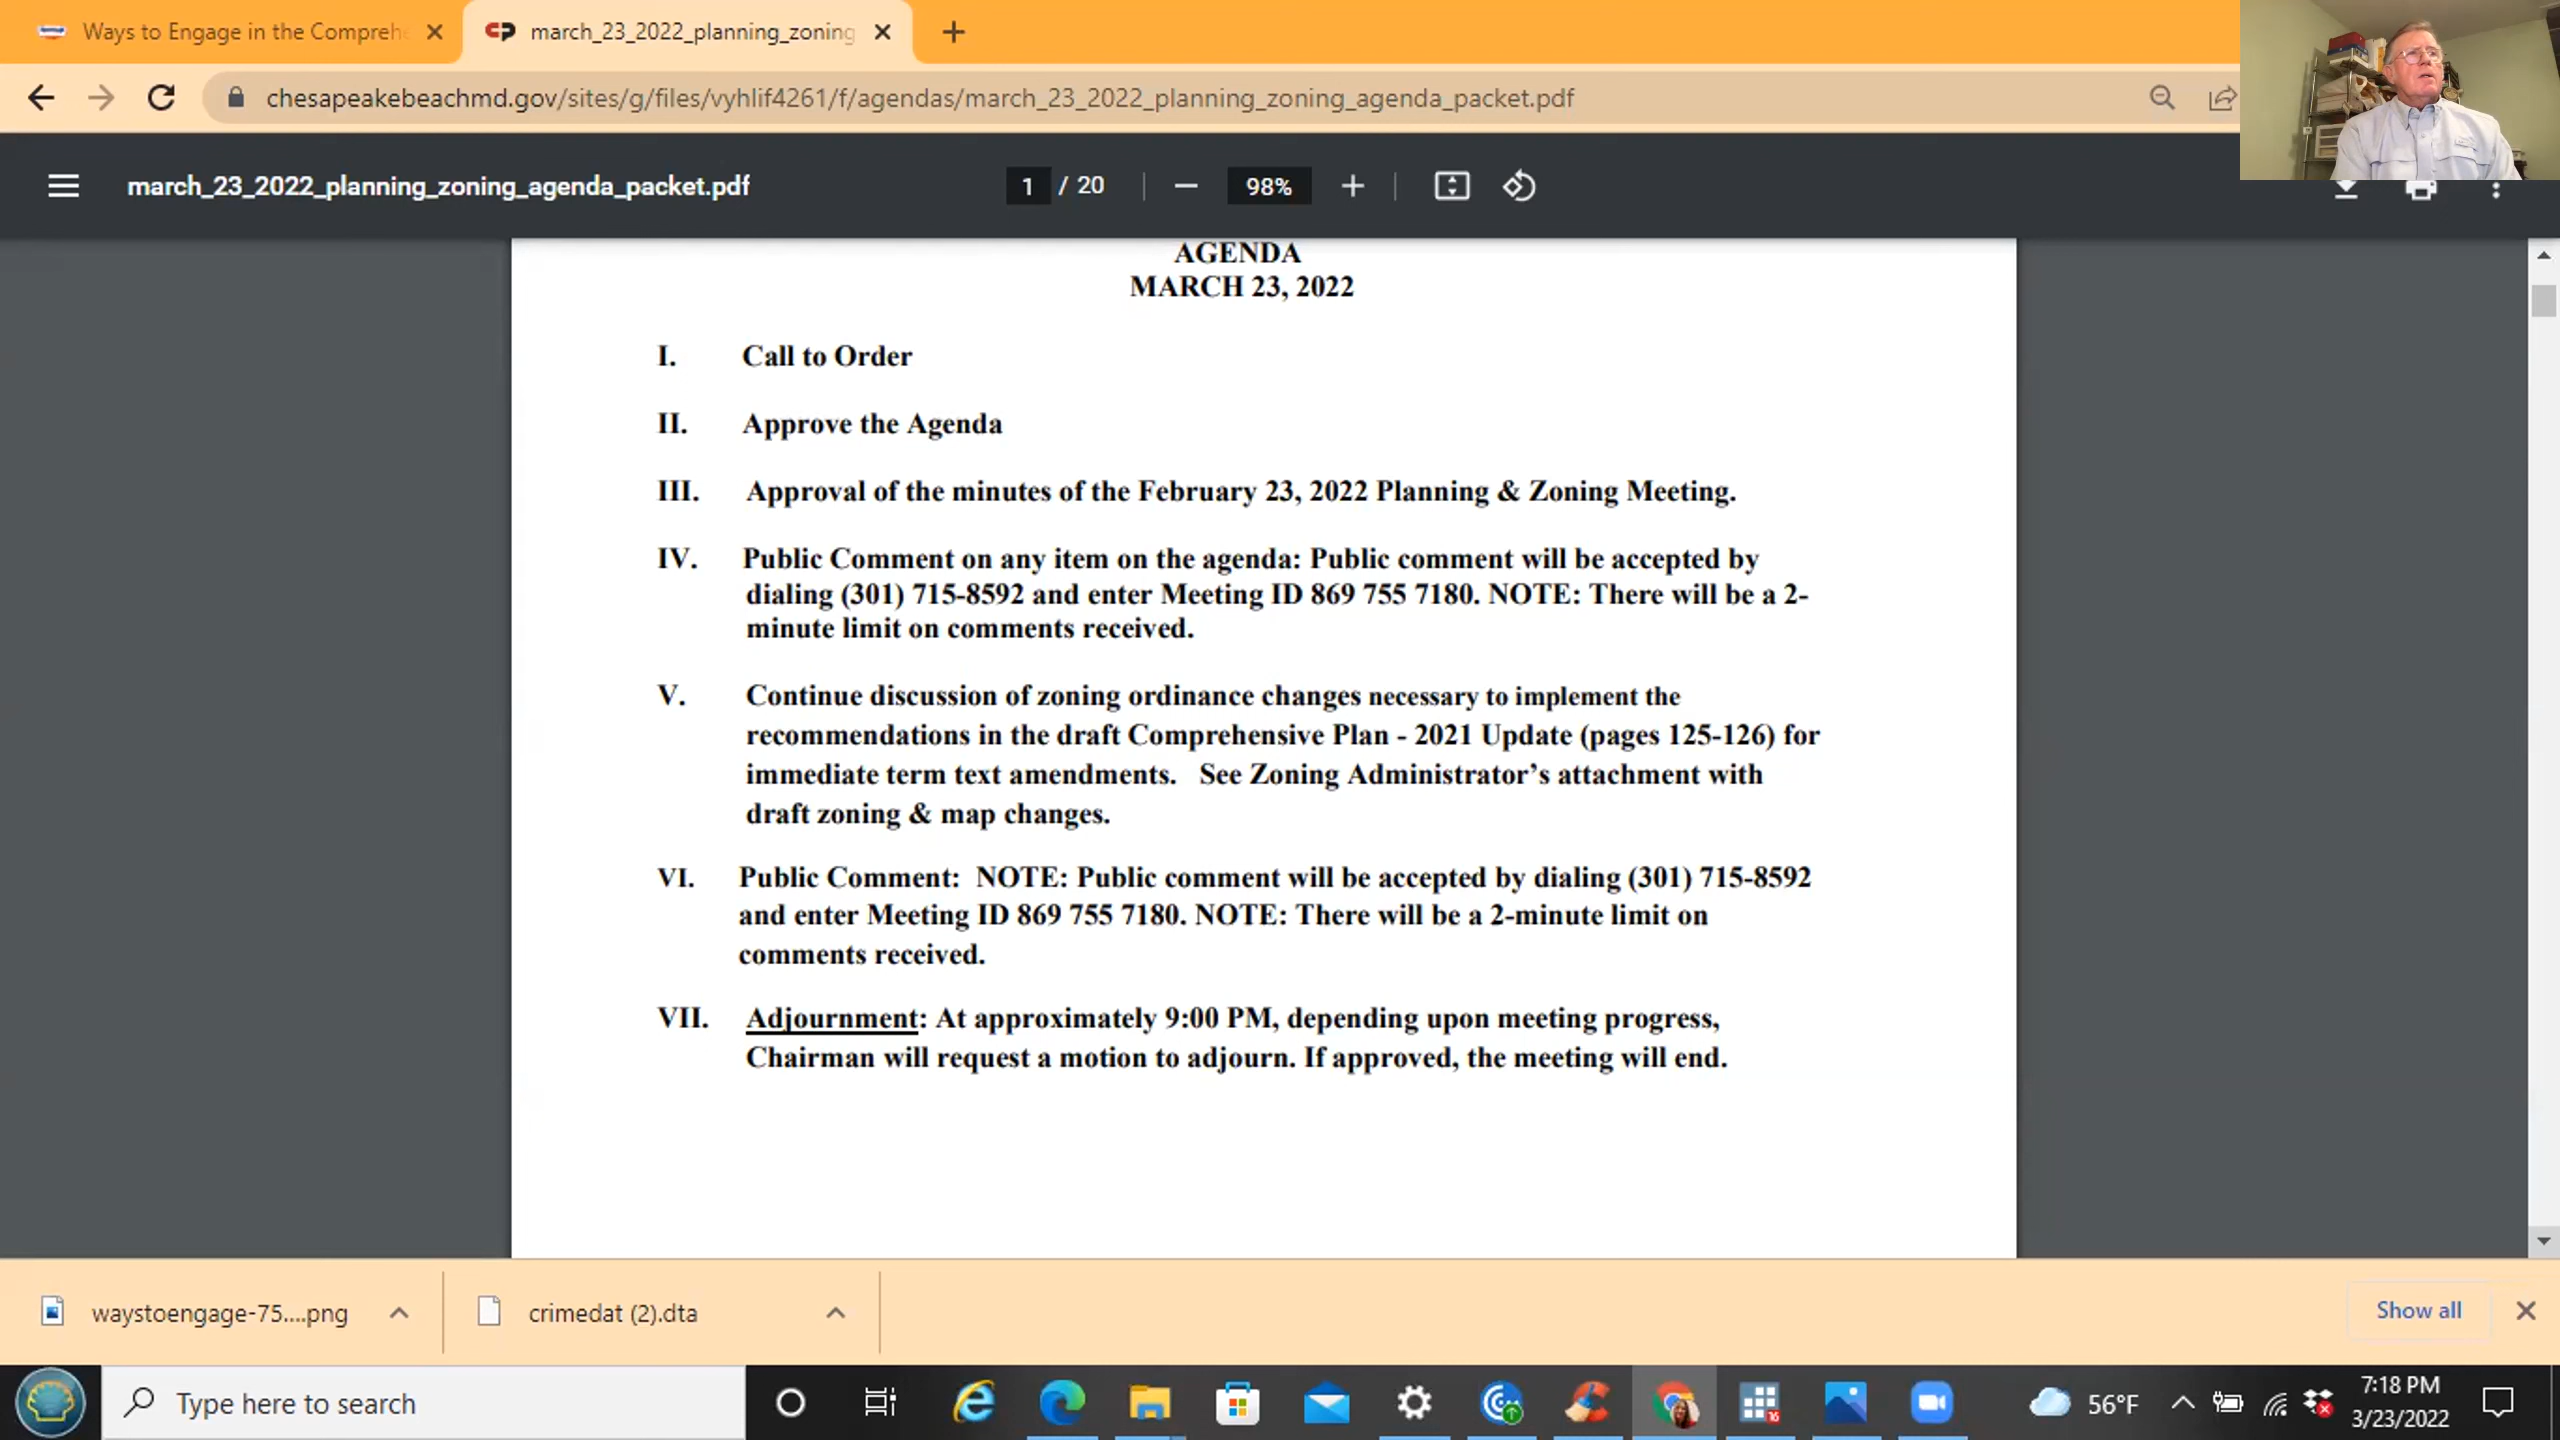 Ways to Engage in the Comprehe
march_23_2022_planning_zoning
chesapeakebeachmd.gov/sites/g/files/vyhlif4261/f/agendas/march_23_2022_planning_zoning_agenda_packet.pdf
march_23_2022_planning_zoning_agenda_packet.pdf
1 / 20
98%
AGENDA
MARCH 23, 2022
I. Call to Order
II. Approve the Agenda
III. Approval of the minutes of the February 23, 2022 Planning & Zoning Meeting.
IV. Public Comment on any item on the agenda: Public comment will be accepted by
dialing (301) 715-8592 and enter Meeting ID 869 755 7180. NOTE: There will be a 2-
minute limit on comments received.
V. Continue discussion of zoning ordinance changes necessary to implement the
recommendations in the draft Comprehensive Plan - 2021 Update (pages 125-126) for
immediate term text amendments. See Zoning Administrator’s attachment with
draft zoning & map changes.
VI. Public Comment: NOTE: Public comment will be accepted by dialing (301) 715-8592
and enter Meeting ID 869 755 7180. NOTE: There will be a 2-minute limit on
comments received.
VII. Adjournment: At approximately 9:00 PM, depending upon meeting progress,
Chairman will request a motion to adjourn. If approved, the meeting will end.
waystoengage-75....png
crimedat (2).dta
Show all
Type here to search
16
56°F
7:18 PM
3/23/2022